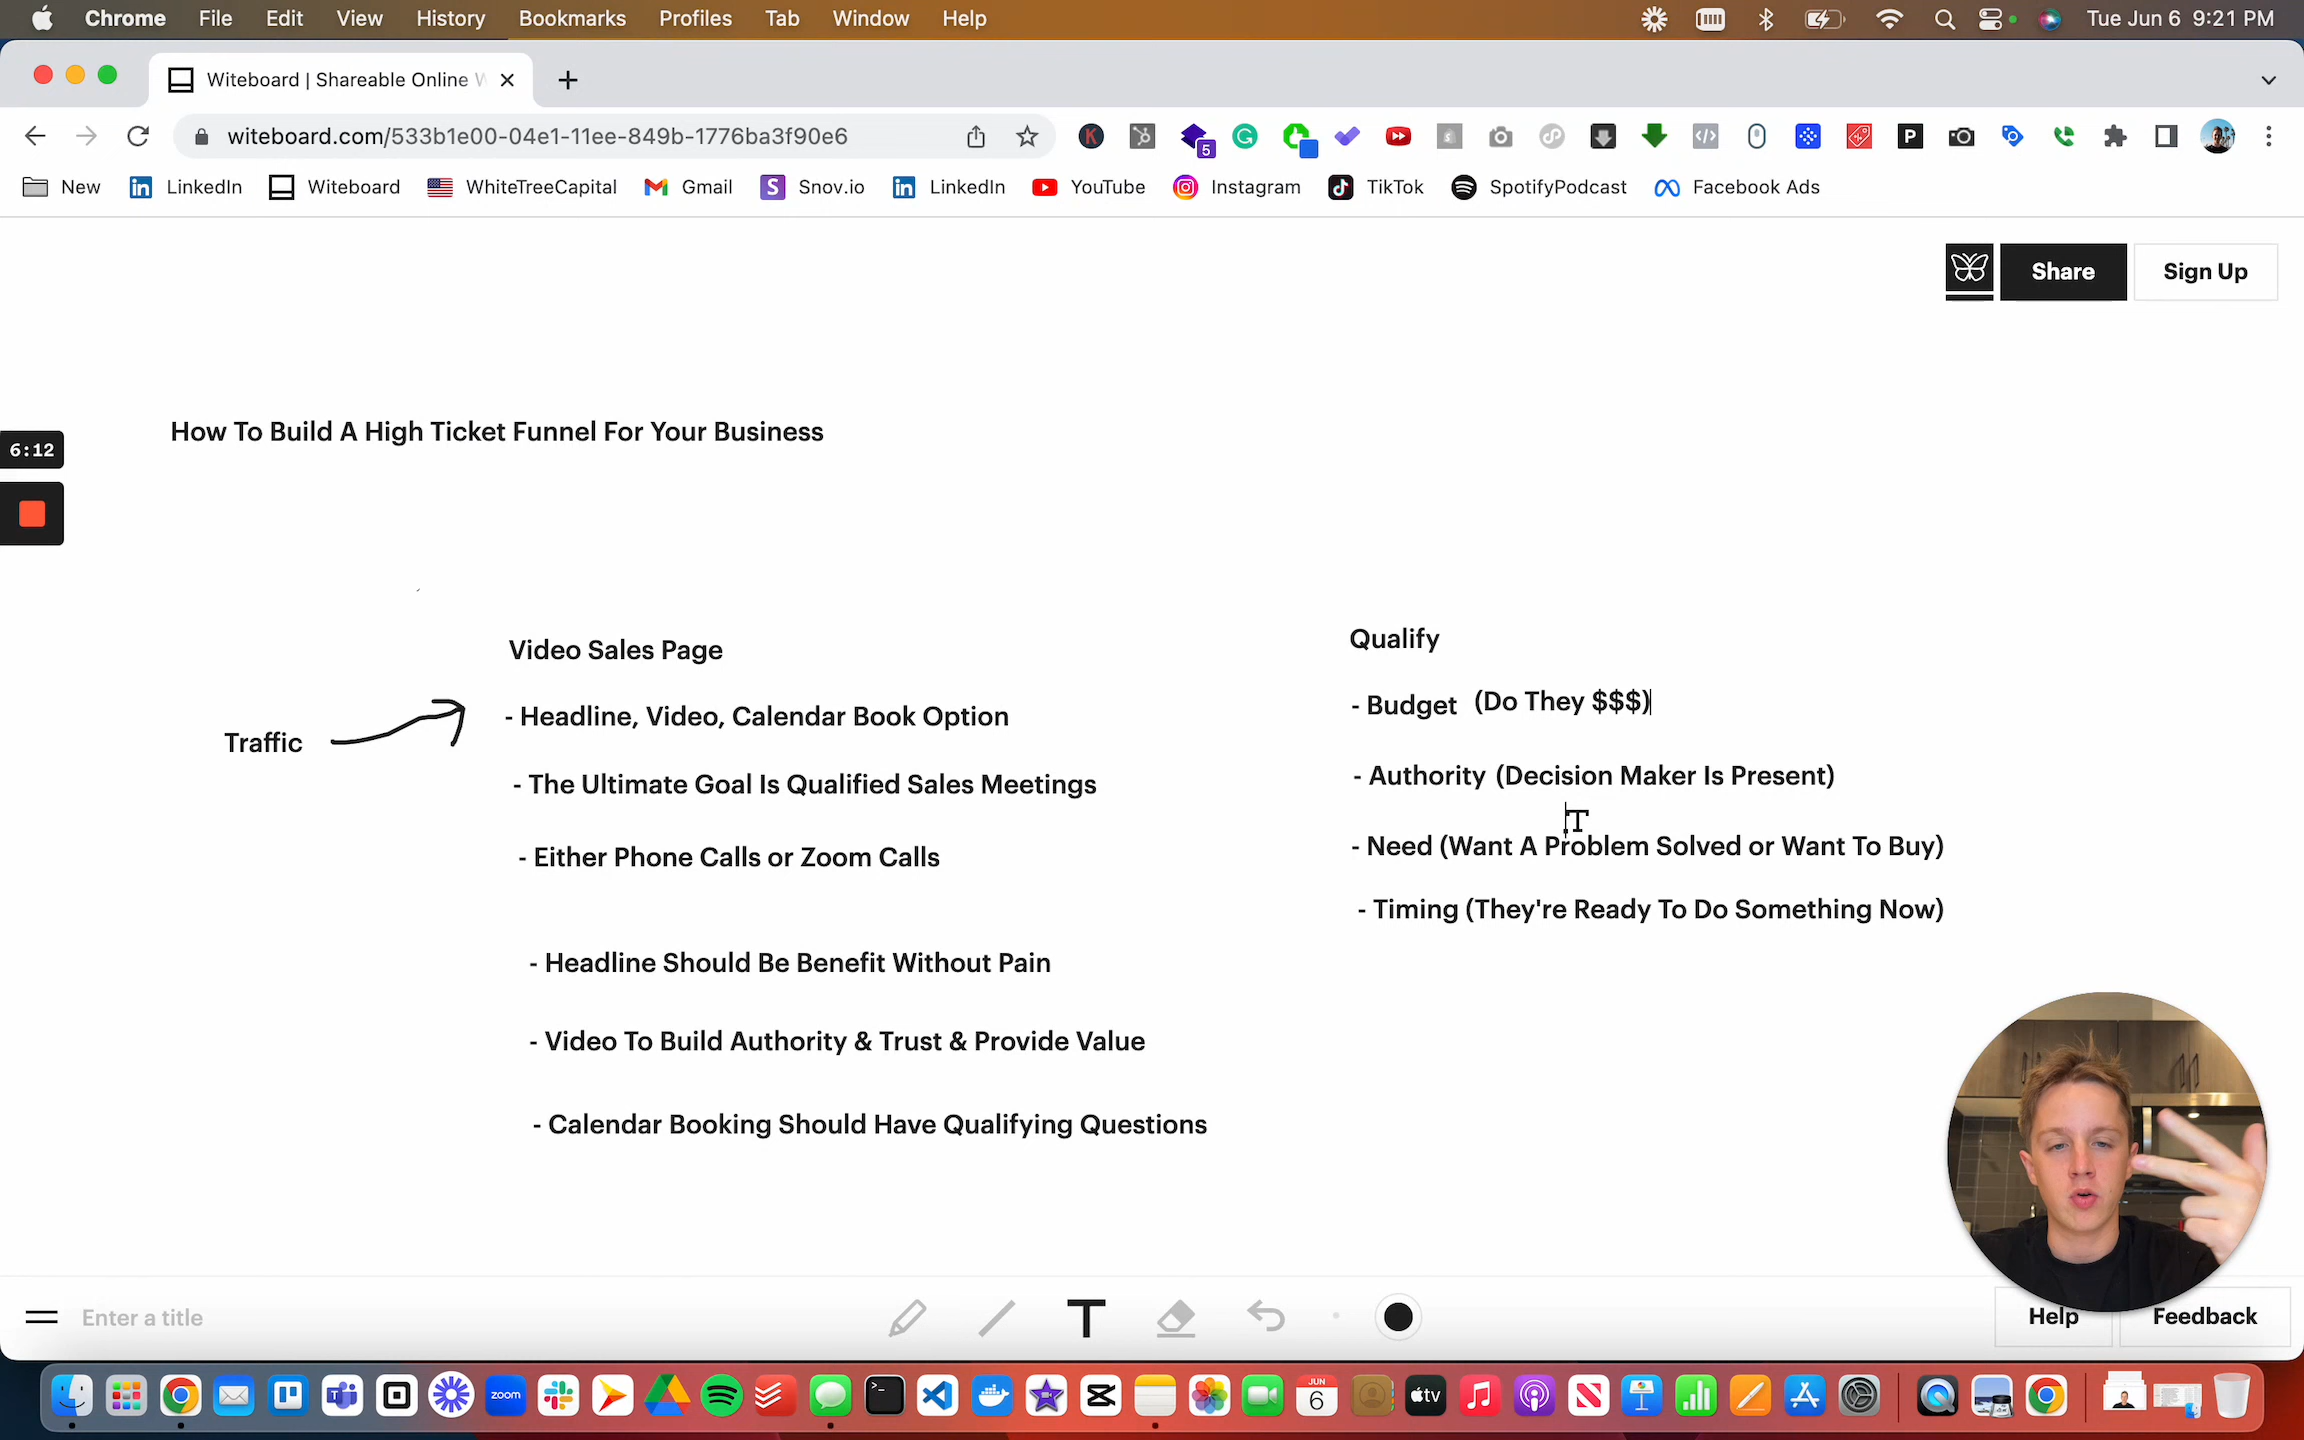 Chrome File Edit View History Bookmarks Profiles Tab Window Help Tue Jun 6 9:21 PM
Witeboard | Shareable Online W
witeboard.com/533b1e00-04e1-11ee-849b-1776ba3f90e6
5
P
New LinkedIn Witeboard WhiteTreeCapital Gmail Snov.io LinkedIn YouTube Instagram TikTok SpotifyPodcast Facebook Ads
Share Sign Up
How To Build A High Ticket Funnel For Your Business
6:12
Video Sales Page
- Headline, Video, Calendar Book Option
Traffic
- The Ultimate Goal Is Qualified Sales Meetings
- Either Phone Calls or Zoom Calls
- Headline Should Be Benefit Without Pain
- Video To Build Authority & Trust & Provide Value
- Calendar Booking Should Have Qualifying Questions
Qualify
- Budget (Do They $$$)
- Authority (Decision Maker Is Present)
- Need (Want A Problem Solved or Want To Buy)
- Timing (They're Ready To Do Something Now)
Enter a title
T
Help Feedback
zoom
JUN
6
tv